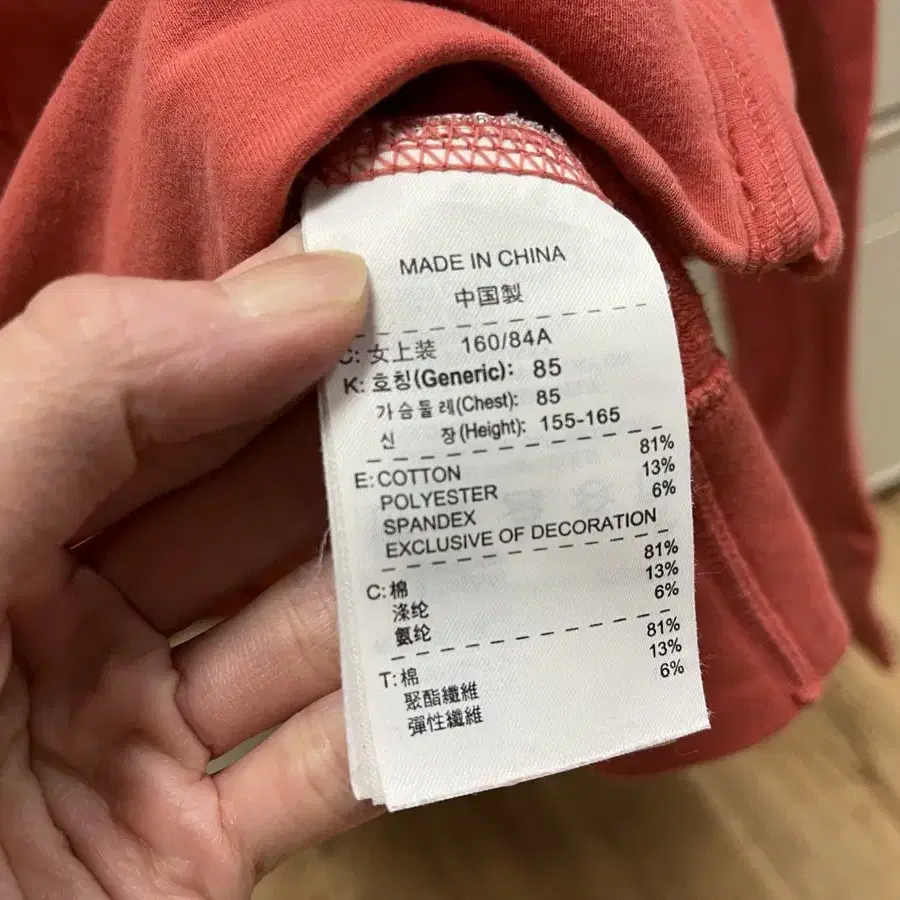 MADE IN CHINA
中国製
C: 女上装 160/84A
K: 호칭(Generic): 85
가슴둘레(Chest): 85
신 장(Height): 155-165
E: COTTON 81%
POLYESTER 13%
SPANDEX 6%
EXCLUSIVE OF DECORATION
C: 棉 81%
涤纶 13%
氨纶 6%
T: 棉 81%
聚酯纖維 13%
彈性纖維 6%